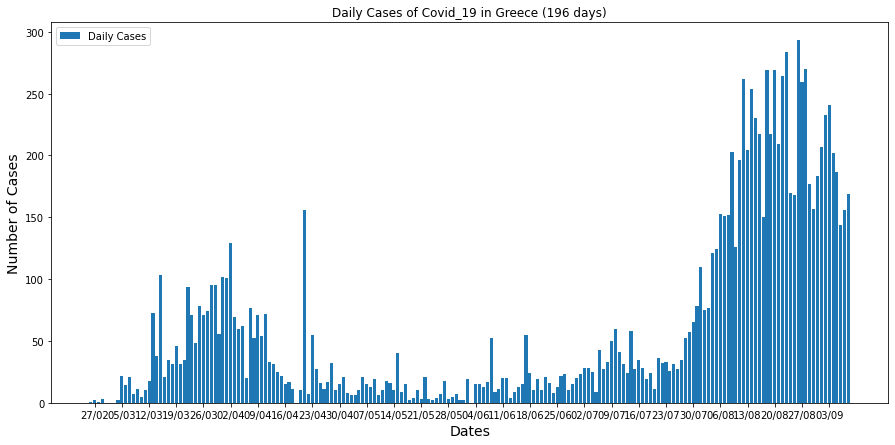 Daily Cases of Covid_19 in Greece (196 days)
Daily Cases
Number of Cases
300
250
200
150
100
50
0
27/02 05/03 12/03 19/03 26/03 02/04 09/04 16/04 23/04 30/04 07/05 14/05 21/05 28/05 04/06 11/06 18/06 25/06 02/07 09/07 16/07 23/07 30/07 06/08 13/08 20/08 27/08 03/09
Dates